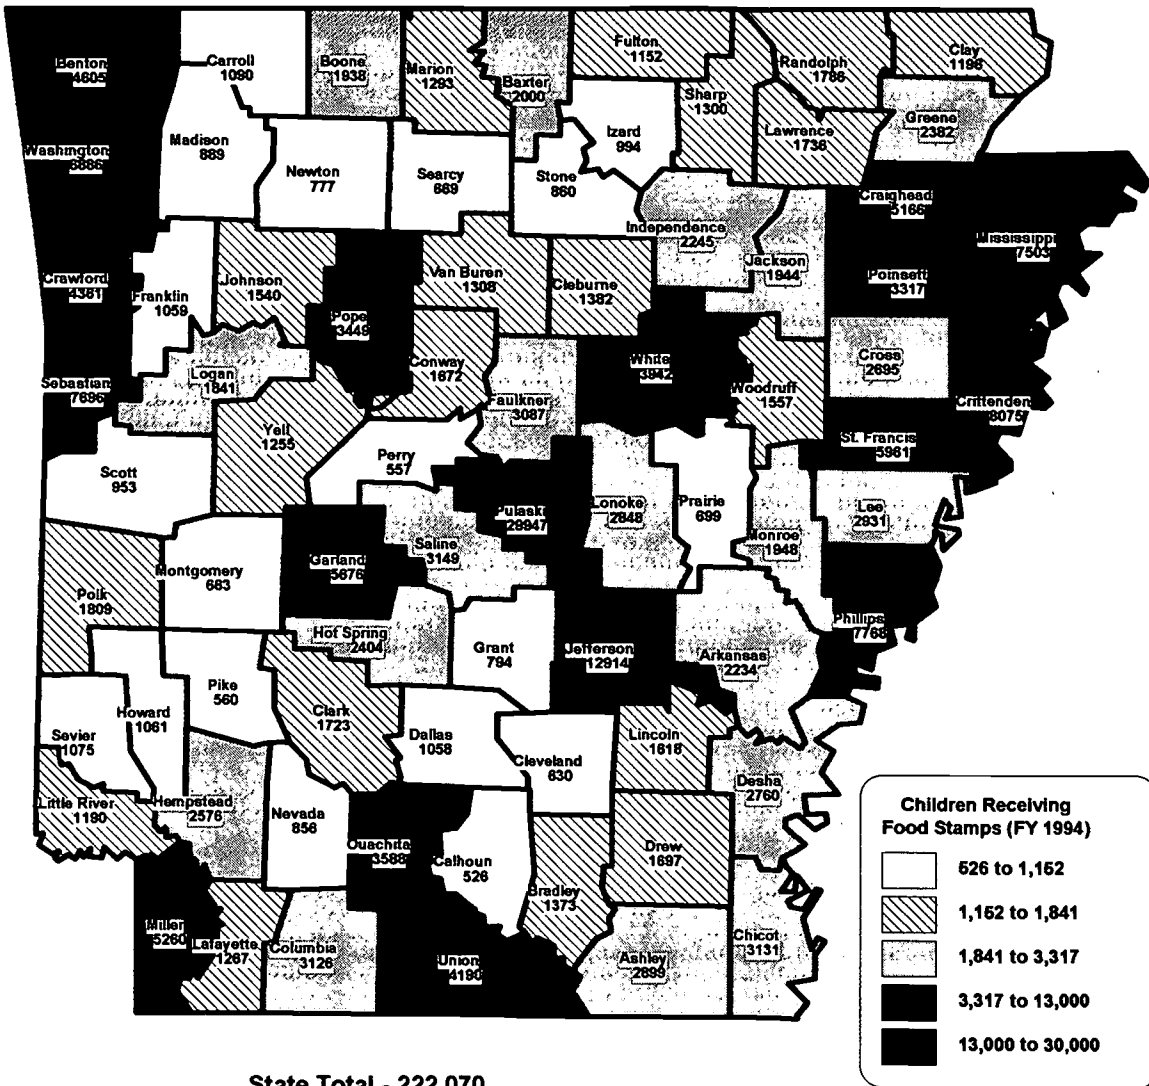 Benton
4605
Carroll
1090
Boone
1938
Marion
1293
Baxter
2000
Fulton
1152
Sharp
1300
Randolph
1786
Clay
1196
Greene
2382
Lawrence
1736
Izard
994
Washington
6886
Madison
889
Newton
777
Searcy
669
Stone
860
Independence
2245
Jackson
1944
Craighead
5166
Mississippi
7503
Poinsett
3317
Crawford
4361
Franklin
1059
Johnson
1540
Pope
3449
Van Buren
1308
Cleburne
1382
Conway
1672
White
3942
Woodruff
1557
Cross
2695
Crittenden
8075
St. Francis
5961
Sebastian
7696
Logan
1841
Yell
1255
Faulkner
3087
Perry
557
Scott
953
Pulaski
29947
Lonoke
2848
Prairie
699
Monroe
1948
Lee
2931
Saline
3149
Garland
5676
Montgomery
683
Polk
1809
Hot Spring
2404
Grant
794
Jefferson
12914
Arkansas
2234
Phillips
7768
Pike
560
Howard
1061
Sevier
1075
Clark
1723
Dallas
1058
Cleveland
630
Lincoln
1618
Desha
2760
Little River
1190
Hempstead
2576
Nevada
856
Ouachita
3588
Calhoun
526
Bradley
1373
Drew
1697
Miller
5260
Lafayette
1267
Columbia
3126
Union
4190
Ashley
2899
Chicot
3131
Children Receiving
Food Stamps (FY 1994)
526 to 1,152
1,152 to 1,841
1,841 to 3,317
3,317 to 13,000
13,000 to 30,000
State Total - 222,070